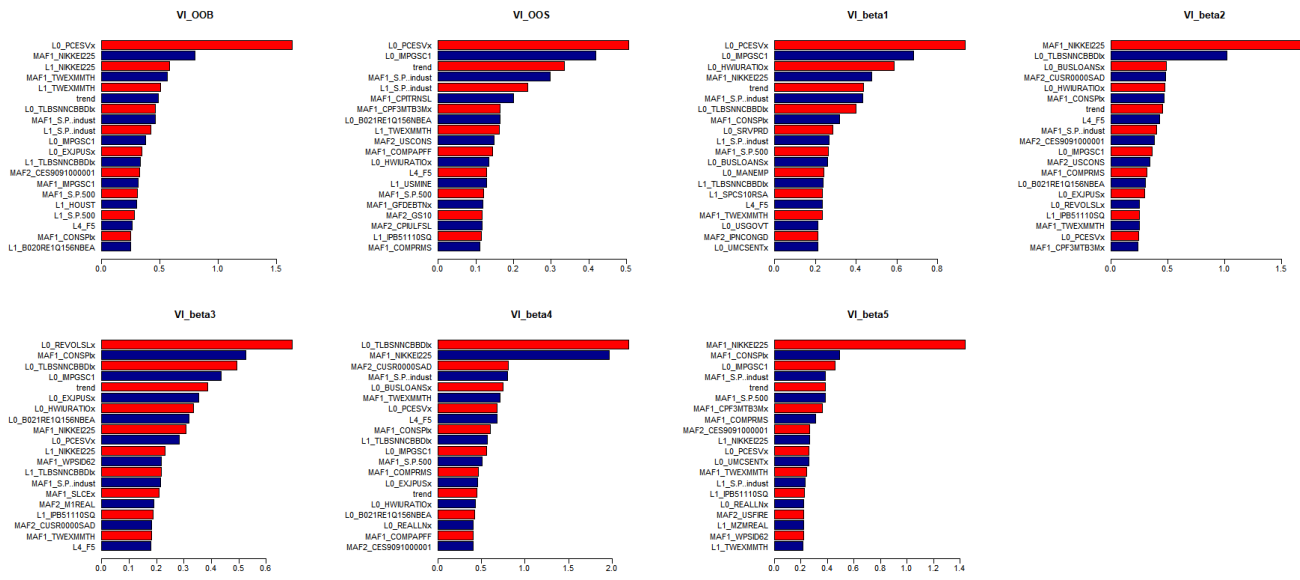 VI_OOB
L0_PCESVx
MAF1_NIKKEI225
L1_NIKKEI225
MAF1_TWEXMMTH
L1_TWEXMMTH
trend
L0_TLBSNNCBBDIx
MAF1_S.P..indust
L1_S.P..indust
L0_IMPGSC1
L0_EXJPUSx
L1_TLBSNNCBBDIx
MAF2_CES9091000001
MAF1_IMPGSC1
MAF1_S.P.500
L1_HOUST
L1_S.P.500
L4_F5
MAF1_CONSPIx
L1_B020RE1Q156NBEA
0.0 0.5 1.0 1.5
VI_OOS
L0_PCESVx
L0_IMPGSC1
trend
MAF1_S.P..indust
L1_S.P..indust
MAF1_CPITRNSL
MAF1_CPF3MTB3Mx
L0_B021RE1Q156NBEA
L1_TWEXMMTH
MAF2_USCONS
MAF1_COMPAPFF
L0_HWIURATIOx
L4_F5
L1_USMINE
MAF1_S.P.500
MAF1_GFDEBTNx
MAF2_GS10
MAF2_CPIULFSL
L1_IPB51110SQ
MAF1_COMPRMS
0.0 0.1 0.2 0.3 0.4 0.5
VI_beta1
L0_PCESVx
L0_IMPGSC1
L0_HWIURATIOx
MAF1_NIKKEI225
trend
MAF1_S.P..indust
L0_TLBSNNCBBDIx
MAF1_CONSPIx
L0_SRVPRD
L1_S.P..indust
MAF1_S.P.500
L0_BUSLOANSx
L0_MANEMP
L1_TLBSNNCBBDIx
L1_SPCS10RSA
L4_F5
MAF1_TWEXMMTH
L0_USGOVT
MAF2_IPNCONGD
L0_UMCSENTx
0.0 0.2 0.4 0.6 0.8
VI_beta2
MAF1_NIKKEI225
L0_TLBSNNCBBDIx
L0_BUSLOANSx
MAF2_CUSR0000SAD
L0_HWIURATIOx
MAF1_CONSPIx
trend
L4_F5
MAF1_S.P..indust
MAF2_CES9091000001
L0_IMPGSC1
MAF2_USCONS
MAF1_COMPRMS
L0_B021RE1Q156NBEA
L0_EXJPUSx
L0_REVOLSLx
L1_IPB51110SQ
MAF1_TWEXMMTH
L0_PCESVx
MAF1_CPF3MTB3Mx
0.0 0.5 1.0 1.5
VI_beta3
L0_REVOLSLx
MAF1_CONSPIx
L0_TLBSNNCBBDIx
L0_IMPGSC1
trend
L0_EXJPUSx
L0_HWIURATIOx
L0_B021RE1Q156NBEA
MAF1_NIKKEI225
L0_PCESVx
L1_NIKKEI225
MAF1_WPSID62
L1_TLBSNNCBBDIx
MAF1_S.P..indust
MAF1_SLCEx
MAF2_M1REAL
L1_IPB51110SQ
MAF2_CUSR0000SAD
MAF1_TWEXMMTH
L4_F5
0.0 0.2 0.4 0.6
VI_beta4
L0_TLBSNNCBBDIx
MAF1_NIKKEI225
MAF2_CUSR0000SAD
MAF1_S.P..indust
L0_BUSLOANSx
MAF1_TWEXMMTH
L0_PCESVx
L4_F5
MAF1_CONSPIx
L1_TLBSNNCBBDIx
L0_IMPGSC1
MAF1_S.P.500
MAF1_COMPRMS
L0_EXJPUSx
trend
L0_HWIURATIOx
L0_B021RE1Q156NBEA
L0_REALLNx
MAF1_COMPAPFF
MAF2_CES9091000001
0.0 0.5 1.0 1.5 2.0
VI_beta5
MAF1_NIKKEI225
MAF1_CONSPIx
L0_IMPGSC1
MAF1_S.P..indust
trend
MAF1_S.P.500
MAF1_CPF3MTB3Mx
MAF1_COMPRMS
MAF2_CES9091000001
L1_NIKKEI225
L0_PCESVx
L0_UMCSENTx
MAF1_TWEXMMTH
L1_S.P..indust
L1_IPB51110SQ
L0_REALLNx
MAF2_USFIRE
L1_MZMREAL
MAF1_WPSID62
L1_TWEXMMTH
0.0 0.2 0.4 0.6 0.8 1.0 1.2 1.4